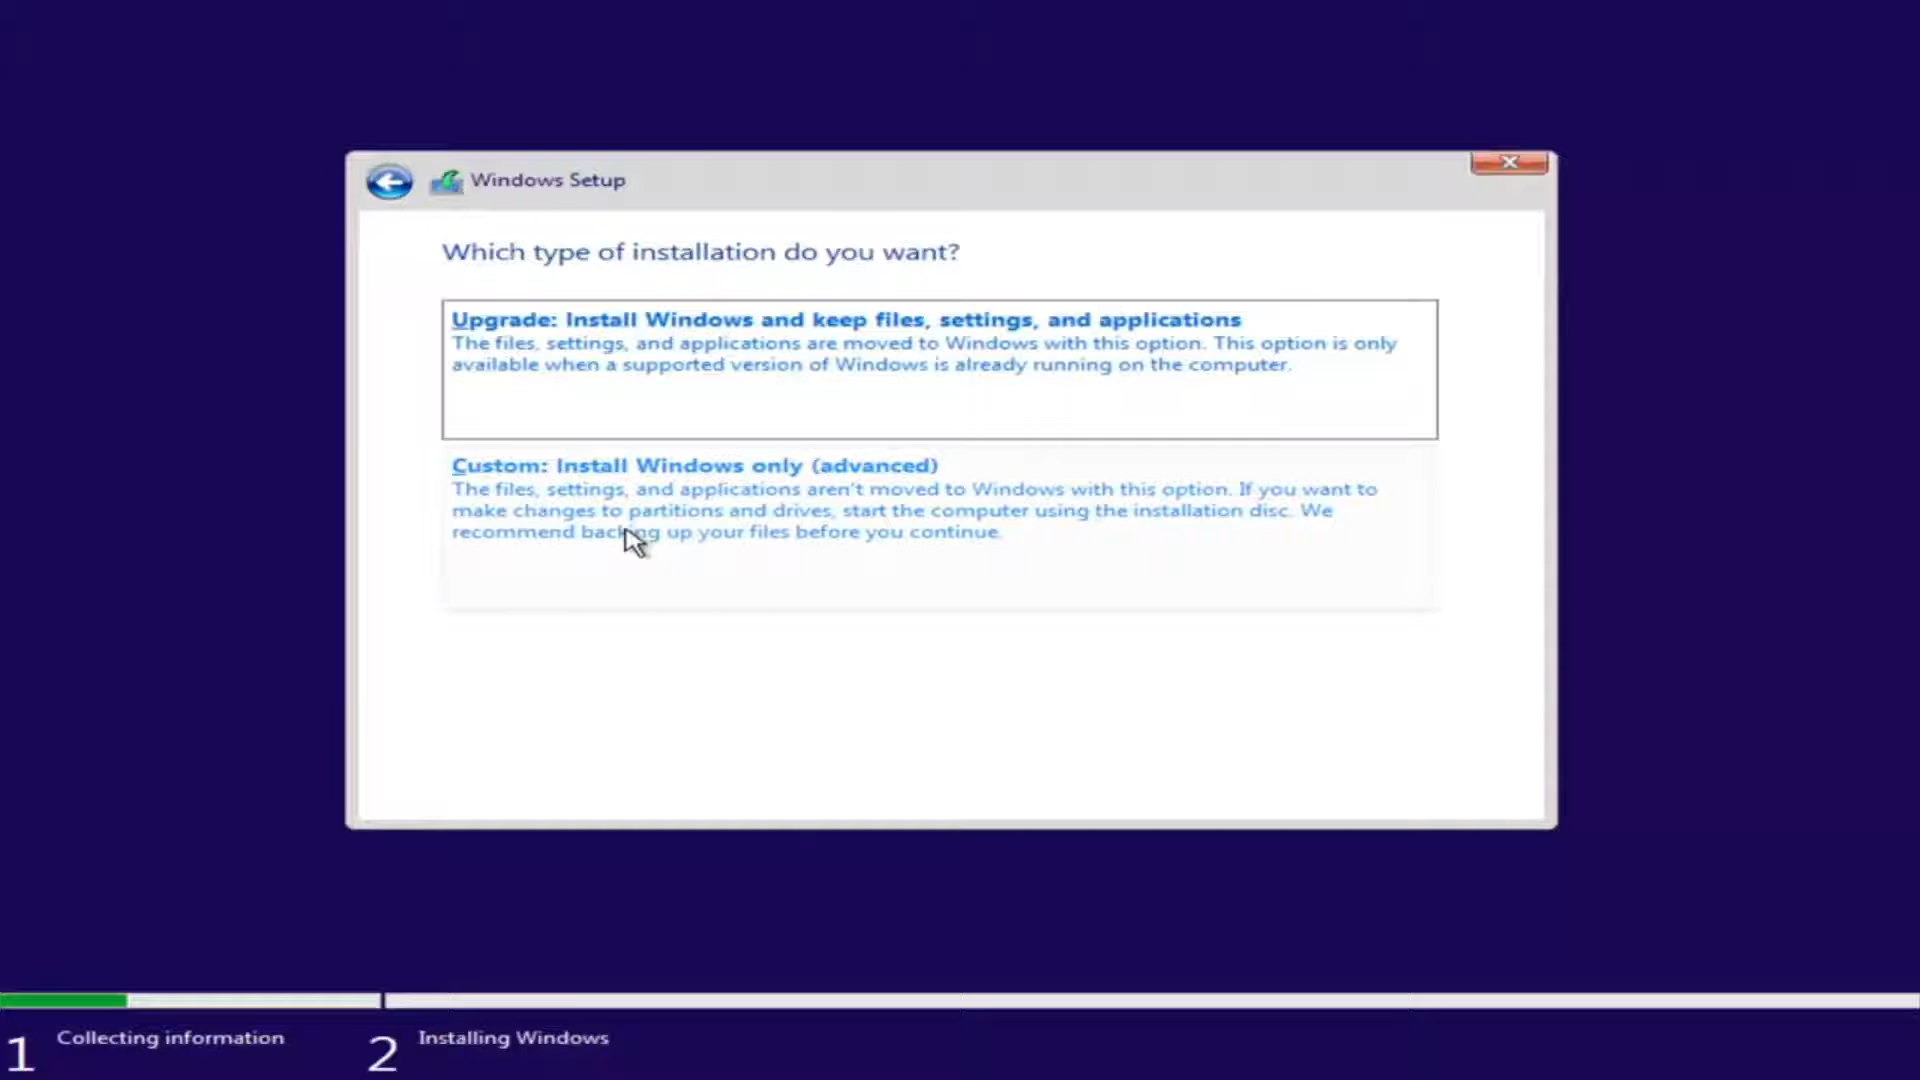 Windows Setup
Which type of installation do you want?
Upgrade: Install Windows and keep files, settings, and applications
The files, settings, and applications are moved to Windows with this option. This option is only
available when a supported version of Windows is already running on the computer.
Custom: Install Windows only (advanced)
The files, settings, and applications aren't moved to Windows with this option. If you want to
make changes to partitions and drives, start the computer using the installation disc. We
recommend backing up your files before you continue.
1 Collecting information
2 Installing Windows